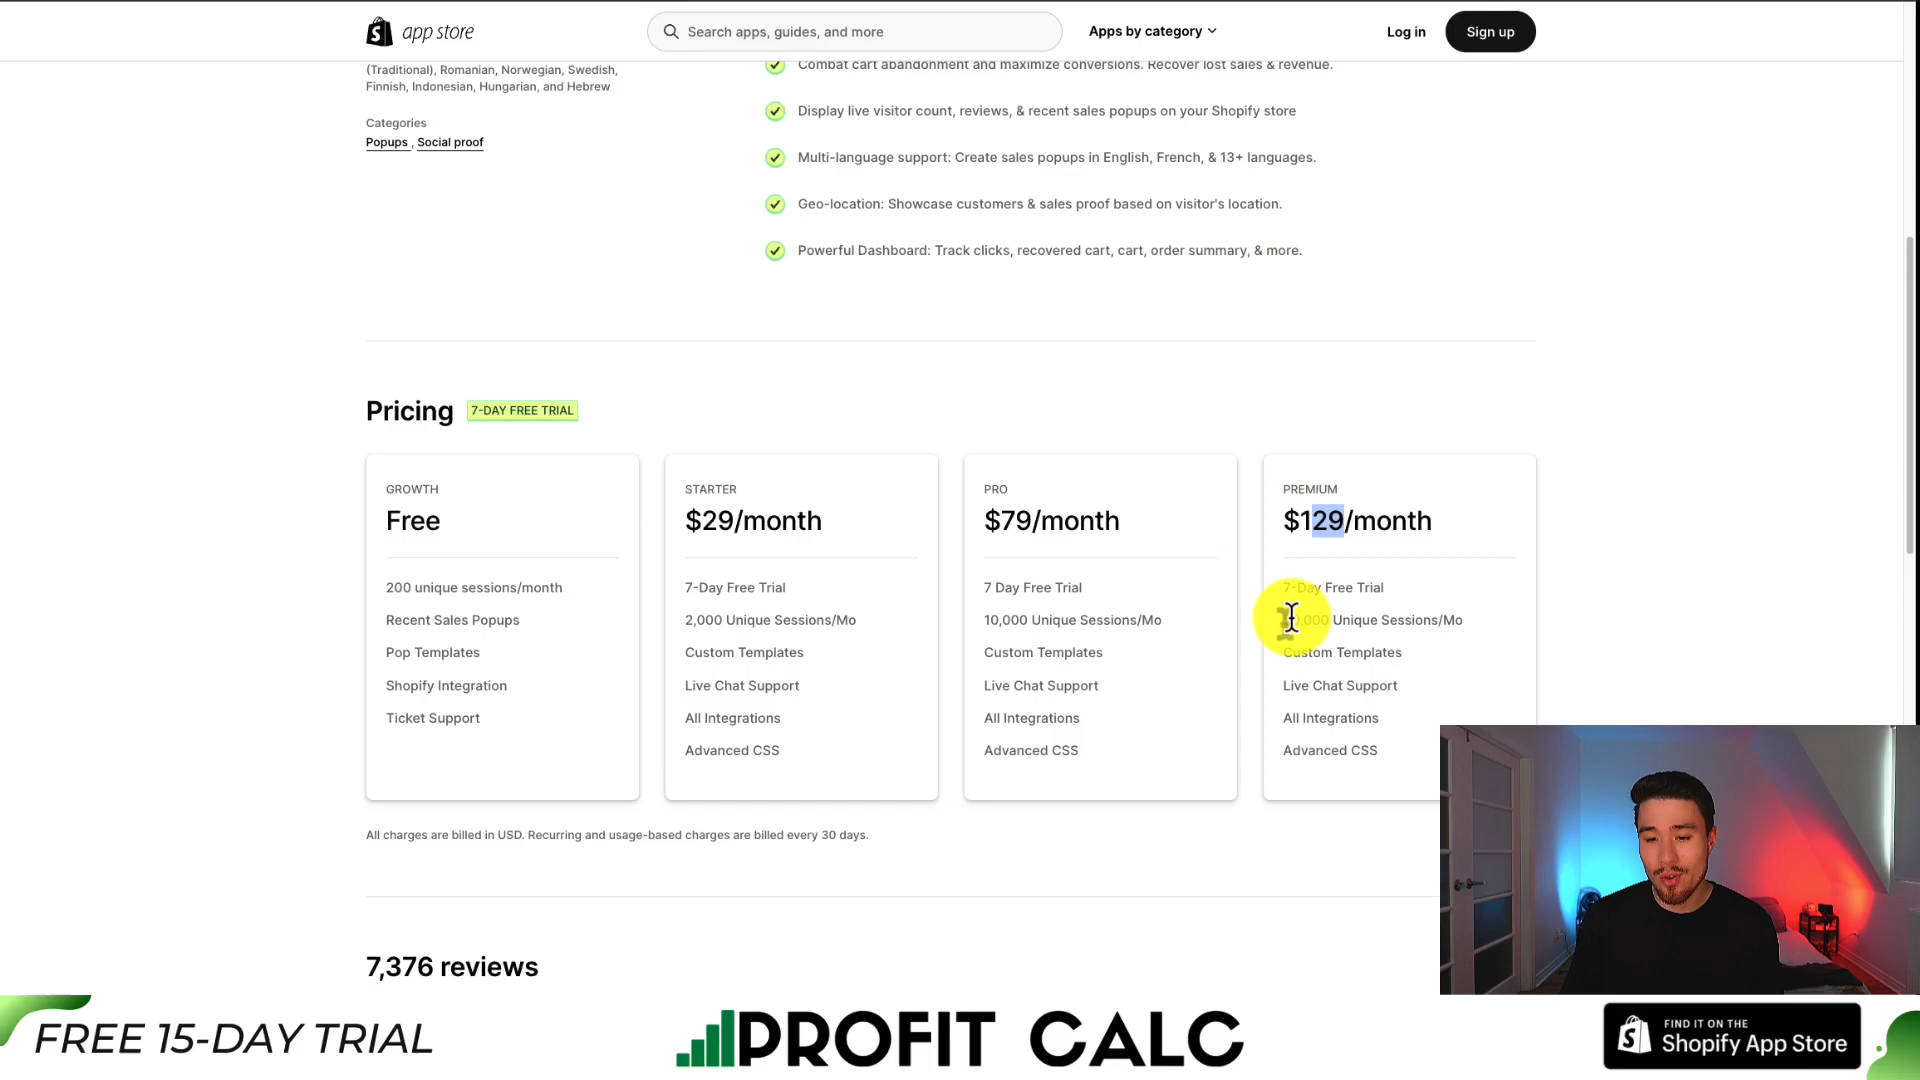 app store
Search apps, guides, and more
Apps by category
Log in
Sign up
(Traditional), Romanian, Norwegian, Swedish,
Finnish, Indonesian, Hungarian, and Hebrew
Categories
Popups , Social proof
Combat cart abandonment and maximize conversions. Recover lost sales & revenue.
Display live visitor count, reviews, & recent sales popups on your Shopify store
Multi-language support: Create sales popups in English, French, & 13+ languages.
Geo-location: Showcase customers & sales proof based on visitor's location.
Powerful Dashboard: Track clicks, recovered cart, cart, order summary, & more.
Pricing
7-DAY FREE TRIAL
GROWTH
Free
200 unique sessions/month
Recent Sales Popups
Pop Templates
Shopify Integration
Ticket Support
STARTER
$29/month
7-Day Free Trial
2,000 Unique Sessions/Mo
Custom Templates
Live Chat Support
All Integrations
Advanced CSS
PRO
$79/month
7 Day Free Trial
10,000 Unique Sessions/Mo
Custom Templates
Live Chat Support
All Integrations
Advanced CSS
PREMIUM
$129/month
7-Day Free Trial
Unique Sessions/Mo
Custom Templates
Live Chat Support
All Integrations
Advanced CSS
All charges are billed in USD. Recurring and usage-based charges are billed every 30 days.
7,376 reviews
FREE 15-DAY TRIAL
PROFIT CALC
FIND IT ON THE
Shopify App Store